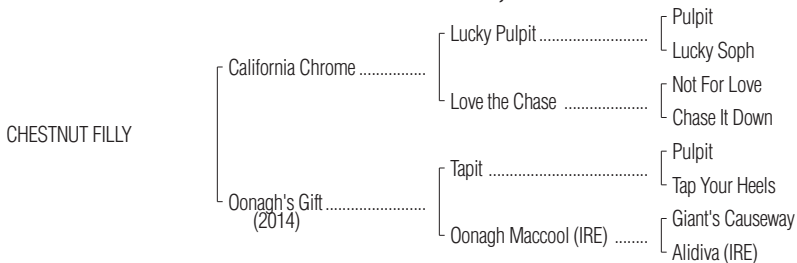 Pulpit
Lucky Pulpit ............................
Lucky Soph
California Chrome ................
Not For Love
Love the Chase .....................
Chase It Down
CHESTNUT FILLY
Pulpit
Tapit ........................................
Tap Your Heels
Oonagh's Gift ........................
(2014)
Giant's Causeway
Oonagh Maccool (IRE) ........
Alidiva (IRE)